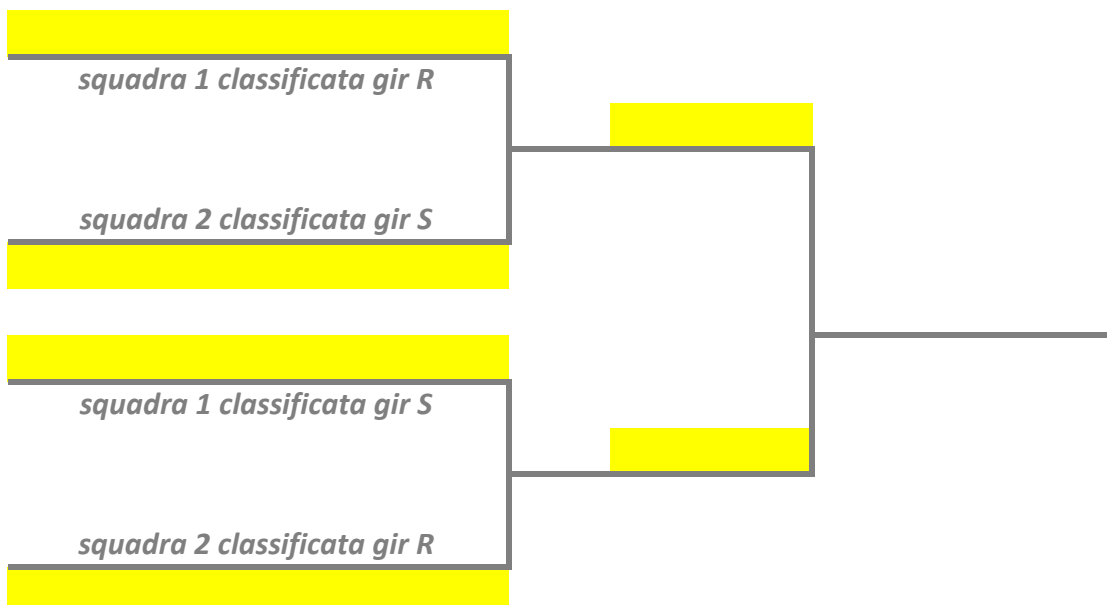 squadra 1 classificata gir R
squadra 2 classificata gir S
squadra 1 classificata gir S
squadra 2 classificata gir R